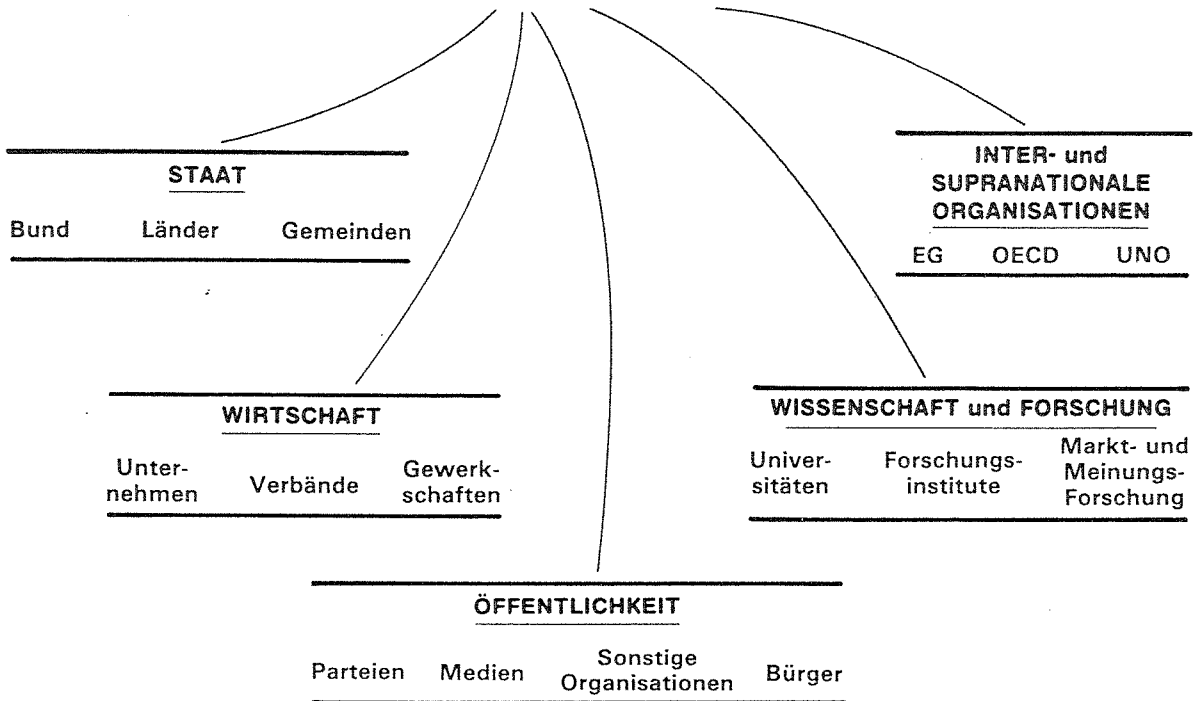 STAAT
Bund Länder Gemeinden
INTER- und
SUPRANATIONALE
ORGANISATIONEN
EG OECD UNO
WIRTSCHAFT
Unter-
nehmen
Verbände
Gewerk-
schaften
WISSENSCHAFT und FORSCHUNG
Univer-
sitäten
Forschungs-
institute
Markt- und
Meinungs-
Forschung
ÖFFENTLICHKEIT
Parteien Medien
Sonstige
Organisationen
Bürger